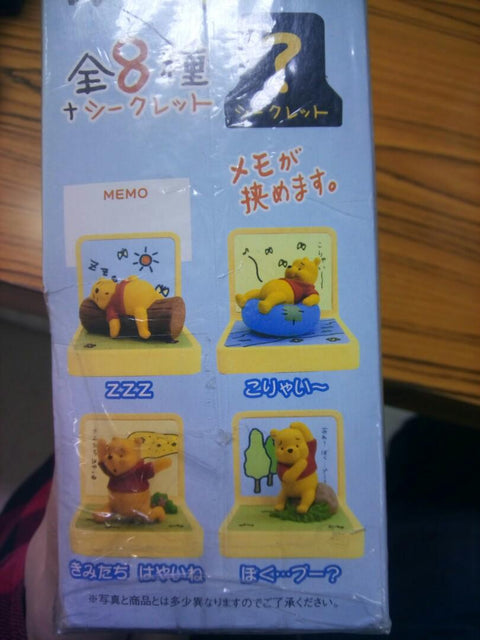 全8種
+シークレット
?
シークレット
メモが
挟めます。
MEMO
ZZZ
こりゃい〜
きみたち はやいね
ぼく…プー?
※写真と商品とは多少異なりますのでご了承ください。